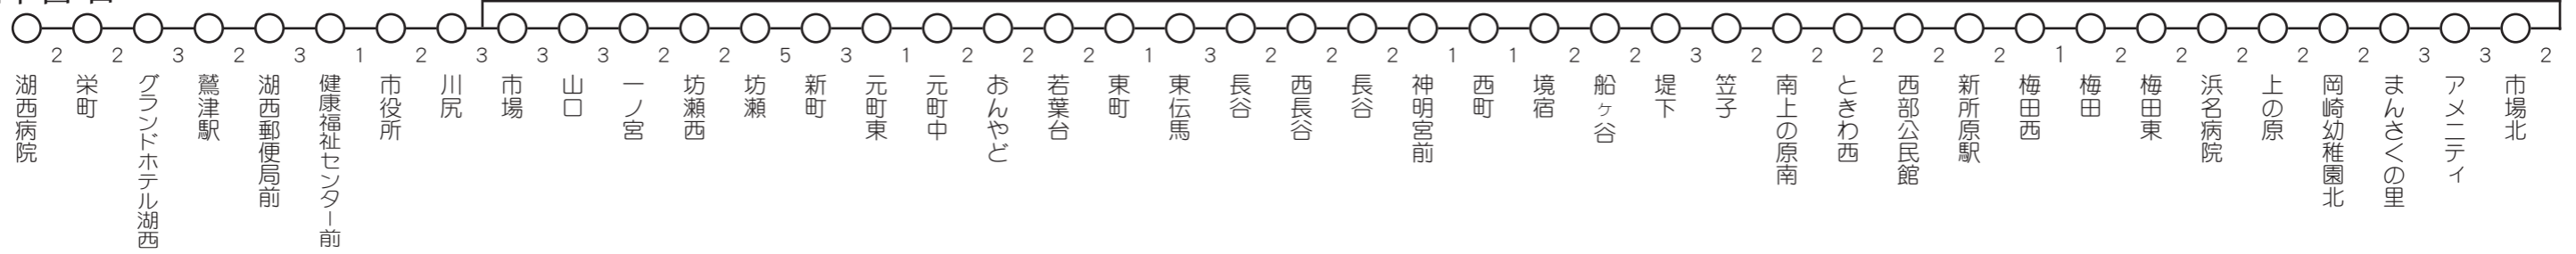 2 2 3 2 3 1 2 3 3 3 2 2 5 3 1 2 2 2 1 3 2 2 2 1 1 2 2 3 2 2 2 2 2 1 2 2 2 2 2 3 3 2
湖西病院
栄町
グランドホテル湖西
鷲津駅
湖西郵便局前
健康福祉センター前
市役所
川尻
市場
山口
一ノ宮
坊瀬西
坊瀬
新町
元町東
元町中
おんやど
若葉台
東町
東伝馬
長谷
西長谷
長谷
神明宮前
西町
境宿
船ヶ谷
堤下
笠子
南上の原南
ときわ西
西部公民館
新所原駅
梅田西
梅田
梅田東
浜名病院
上の原
岡崎幼稚園北
まんさくの里
アメニティ
市場北